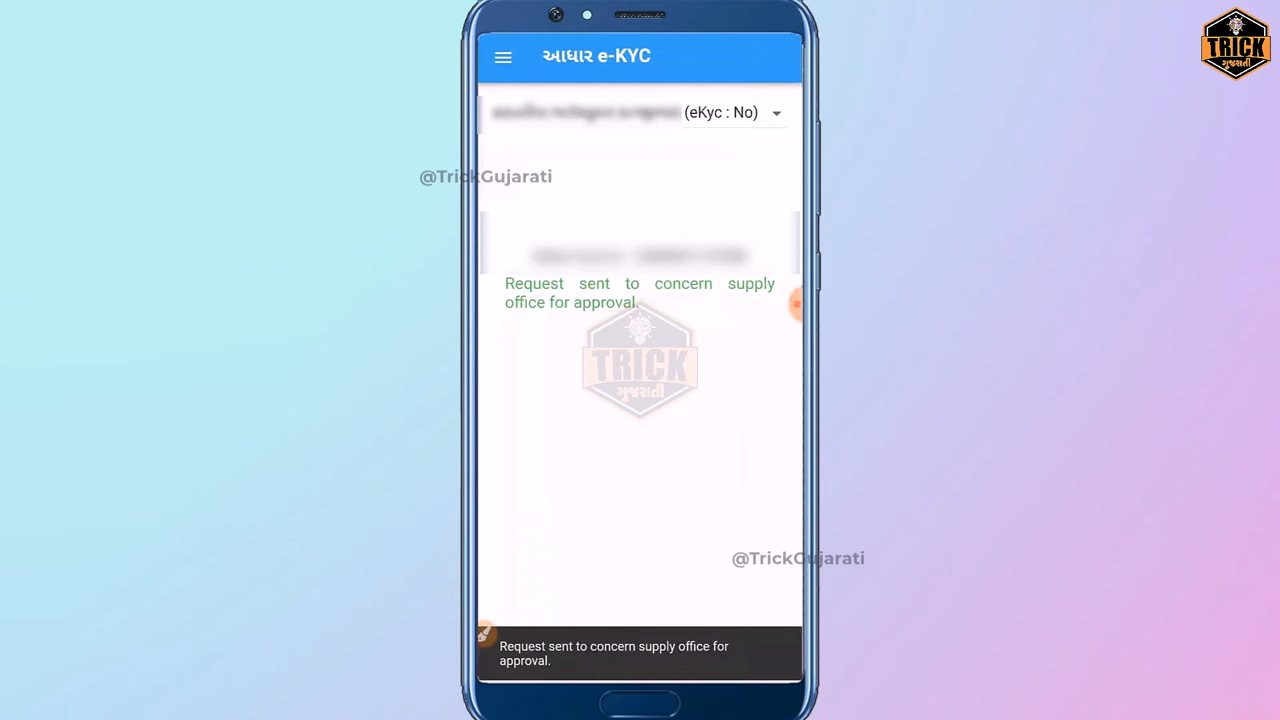 TRICK
ગુજરાતી
આધાર e-KYC
(eKyc : No)
@TrickGujarati
Request sent to concern supply
office for approval.
TRICK
ગુજરાતી
@TrickGujarati
Request sent to concern supply office for
approval.